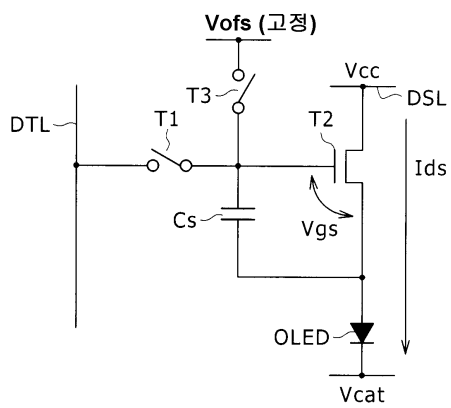 Vofs (고정)
Vcc
T3
DSL
DTL
T1
T2
Ids
Cs
Vgs
OLED
Vcat